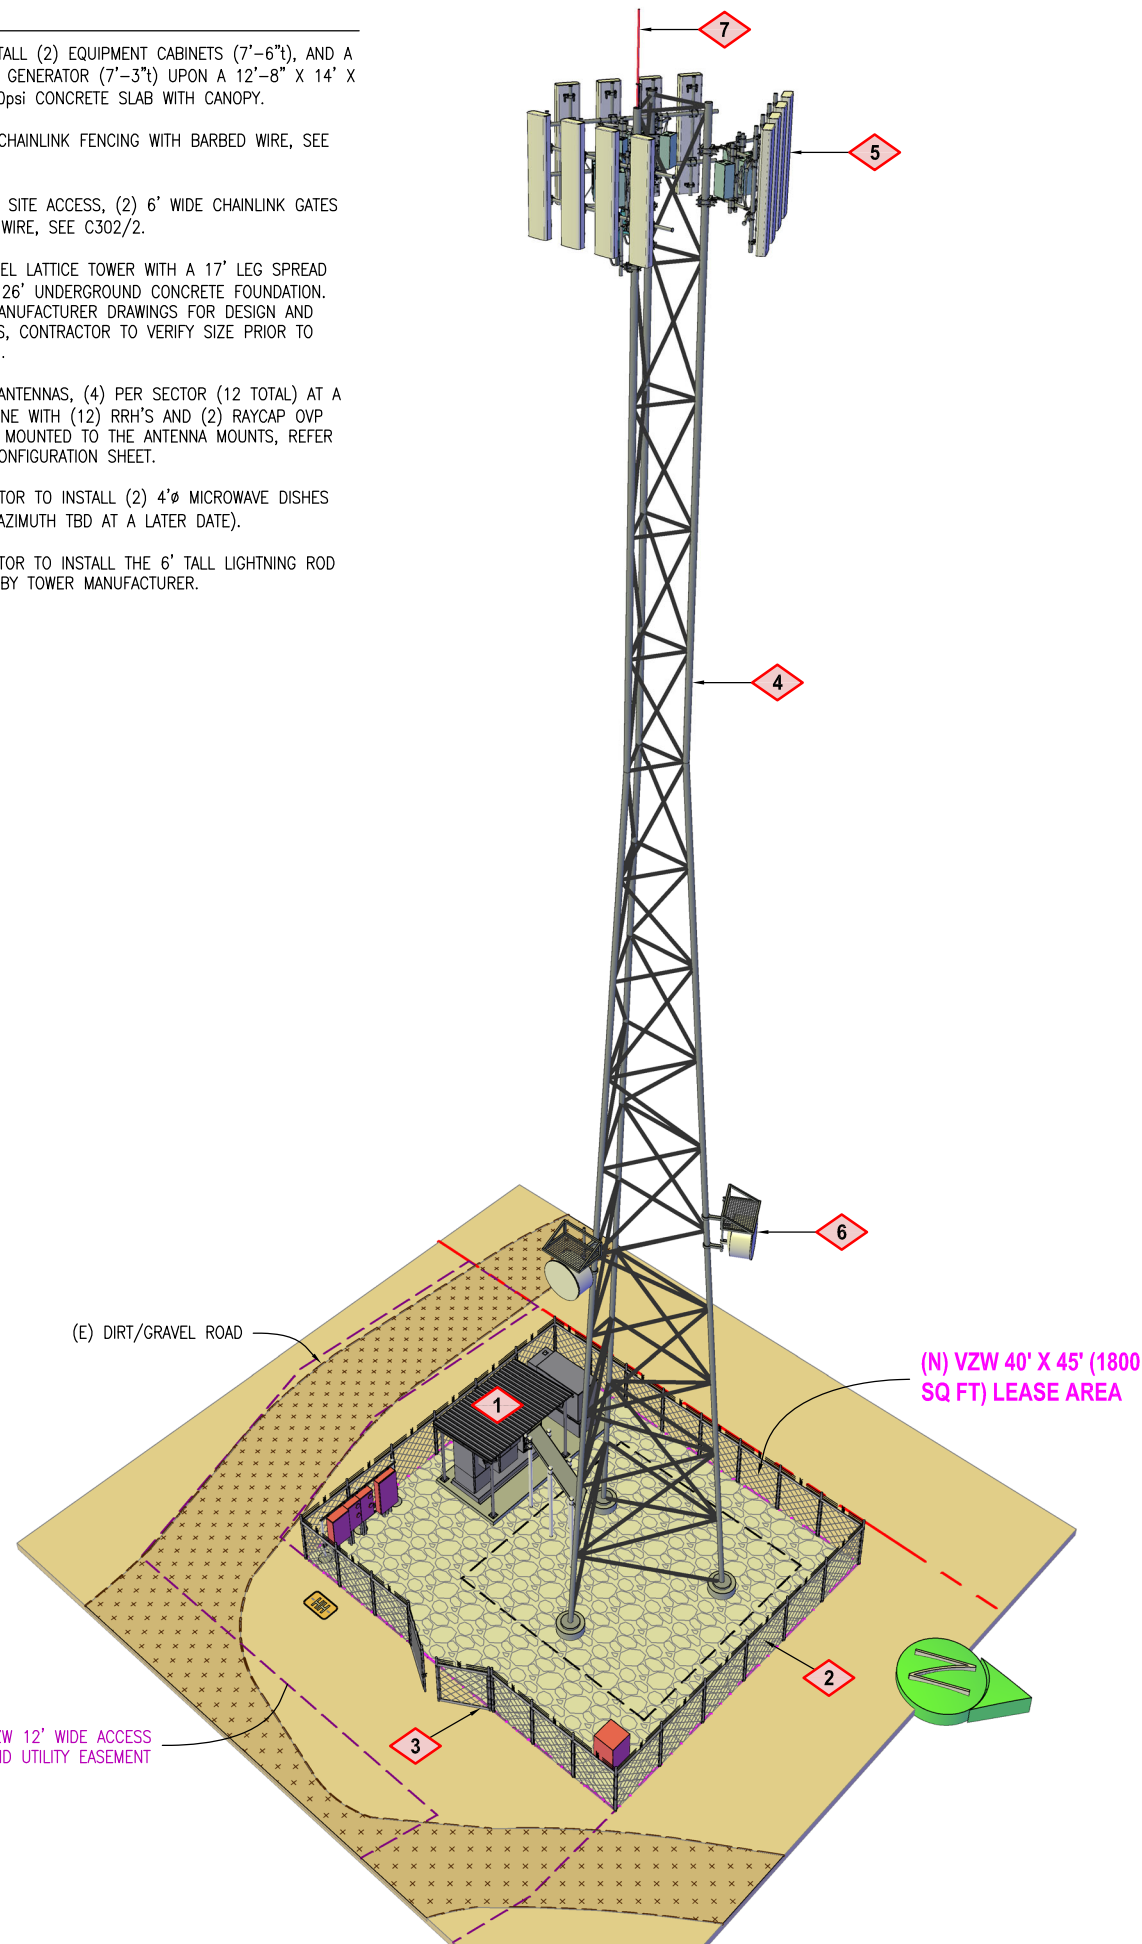 TALL (2) EQUIPMENT CABINETS (7'-6"t), AND A
GENERATOR (7'-3"t) UPON A 12'-8" X 14' X
0psi CONCRETE SLAB WITH CANOPY.
CHAINLINK FENCING WITH BARBED WIRE, SEE
SITE ACCESS, (2) 6' WIDE CHAINLINK GATES
WIRE, SEE C302/2.
EL LATTICE TOWER WITH A 17' LEG SPREAD
26' UNDERGROUND CONCRETE FOUNDATION.
ANUFACTURER DRAWINGS FOR DESIGN AND
S, CONTRACTOR TO VERIFY SIZE PRIOR TO
.
ANTENNAS, (4) PER SECTOR (12 TOTAL) AT A
NE WITH (12) RRH'S AND (2) RAYCAP OVP
MOUNTED TO THE ANTENNA MOUNTS, REFER
ONFIGURATION SHEET.
TOR TO INSTALL (2) 4'ø MICROWAVE DISHES
AZIMUTH TBD AT A LATER DATE).
TOR TO INSTALL THE 6' TALL LIGHTNING ROD
BY TOWER MANUFACTURER.
7
5
4
6
(E) DIRT/GRAVEL ROAD
(N) VZW 40' X 45' (1800
SQ FT) LEASE AREA
1
2
3
N
ZW 12' WIDE ACCESS
ND UTILITY EASEMENT